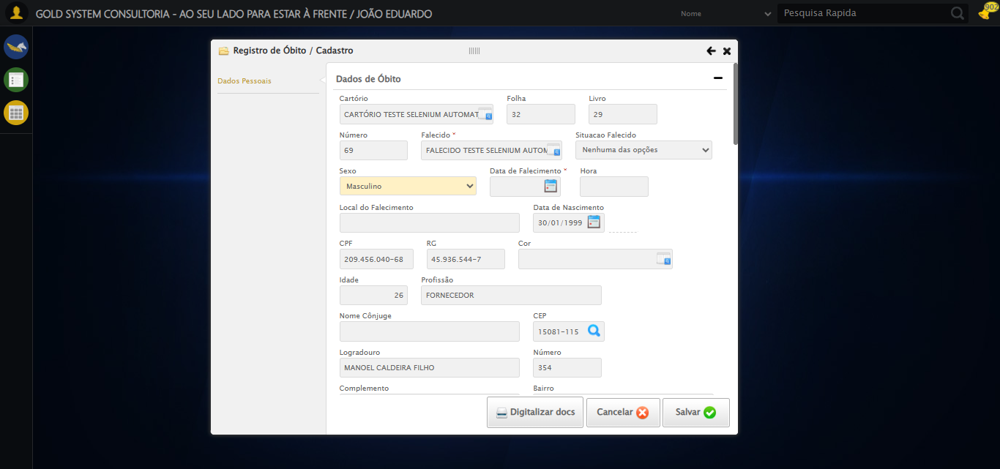 GOLD SYSTEM CONSULTORIA - AO SEU LADO PARA ESTAR À FRENTE / JOÃO EDUARDO
Nome
Pesquisa Rapida
902
Registro de Óbito / Cadastro
Dados Pessoais
Dados de Óbito
Cartório Folha Livro
CARTÓRIO TESTE SELENIUM AUTOMAT 32 29
Número Falecido * Situacao Falecido
69 FALECIDO TESTE SELENIUM AUTOM Nenhuma das opções
Sexo Data de Falecimento * Hora
Masculino
Local do Falecimento Data de Nascimento
30/01/1999
CPF RG Cor
209.456.040-68 45.936.544-7
Idade Profissão
26 FORNECEDOR
Nome Cônjuge CEP
15081-115
Logradouro Número
MANOEL CALDEIRA FILHO 354
Complemento Bairro
Digitalizar docs Cancelar Salvar